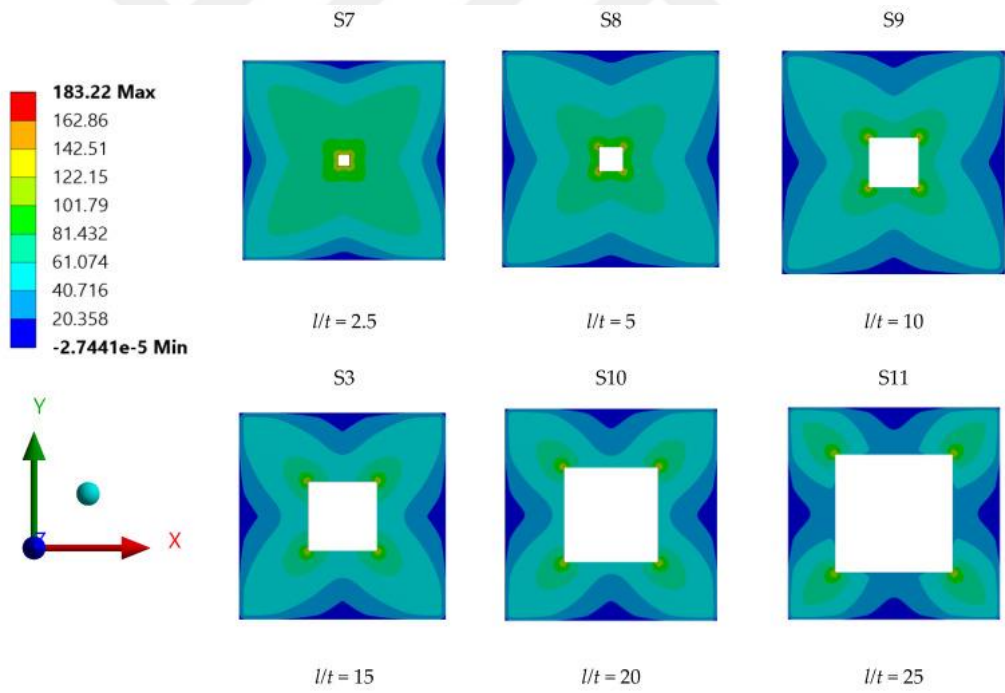 S7
S8
S9
183.22 Max
162.86
142.51
122.15
101.79
81.432
61.074
40.716
20.358
-2.7441e-5 Min
l/t = 2.5
l/t = 5
l/t = 10
S3
S10
S11
Y
Z
X
l/t = 15
l/t = 20
l/t = 25